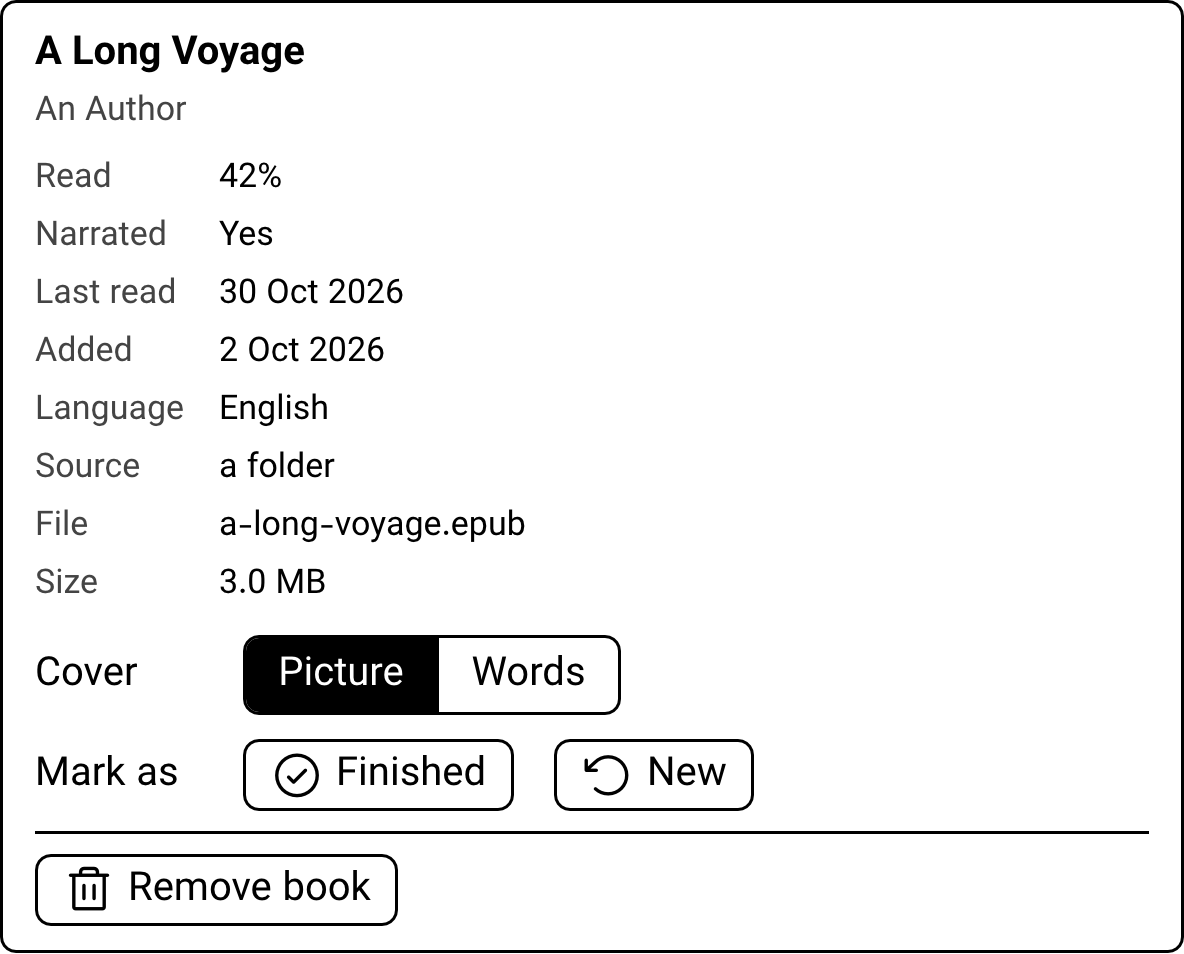 A Long Voyage
An Author
Read 42%
Narrated Yes
Last read 30 Oct 2026
Added 2 Oct 2026
Language English
Source a folder
File a-long-voyage.epub
Size 3.0 MB
Cover Picture Words
Mark as Finished New
Remove book